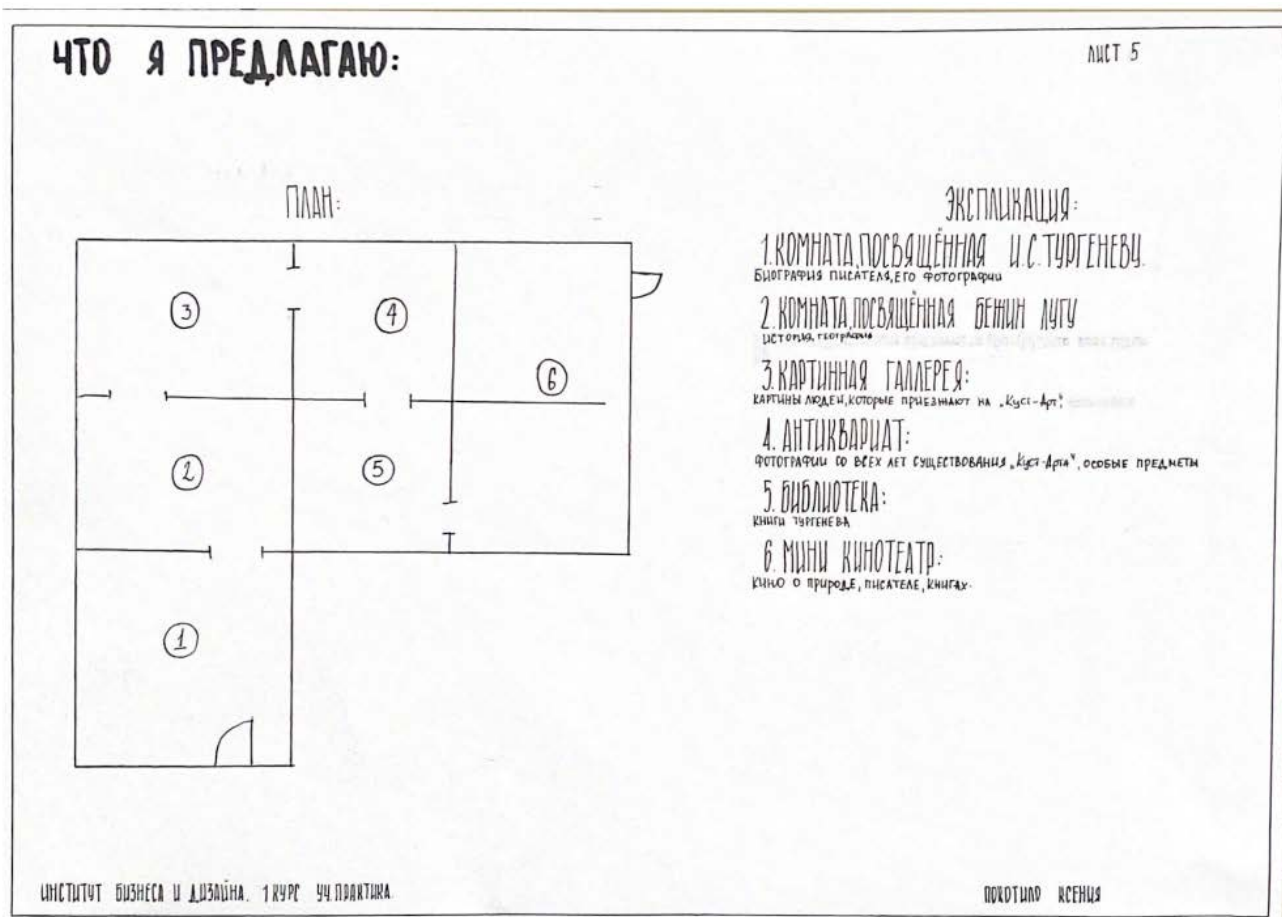 ЧТО Я ПРЕДЛАГАЮ:
ЛИСТ 5
ПЛАН:
3
4
6
2
5
1
ЭКСПЛИКАЦИЯ:
1. КОМНАТА, ПОСВЯЩЁННАЯ И.С. ТУРГЕНЕВУ.
БИОГРАФИЯ ПИСАТЕЛЯ, ЕГО ФОТОГРАФИИ
2. КОМНАТА, ПОСВЯЩЁННАЯ БЕЖИН ЛУГУ
ИСТОРИЯ, ГЕОГРАФИЯ
3. КАРТИННАЯ ГАЛЛЕРЕЯ:
КАРТИНЫ ЛЮДЕЙ, КОТОРЫЕ ПРИЕЗЖАЮТ НА „Куст-Арт“;
4. АНТИКВАРИАТ:
ФОТОГРАФИИ СО ВСЕХ ЛЕТ СУЩЕСТВОВАНИЯ „Куст-Арта“, ОСОБЫЕ ПРЕДМЕТЫ
5. БИБЛИОТЕКА:
КНИГИ ТУРГЕНЕВА
6. МИНИ КИНОТЕАТР:
КИНО О ПРИРОДЕ, ПИСАТЕЛЕ, КНИГАХ.
ИНСТИТУТ БИЗНЕСА И ДИЗАЙНА. 1 КУРС УЧ.ПРАКТИКА.
ПОКОТИЛО КСЕНИЯ